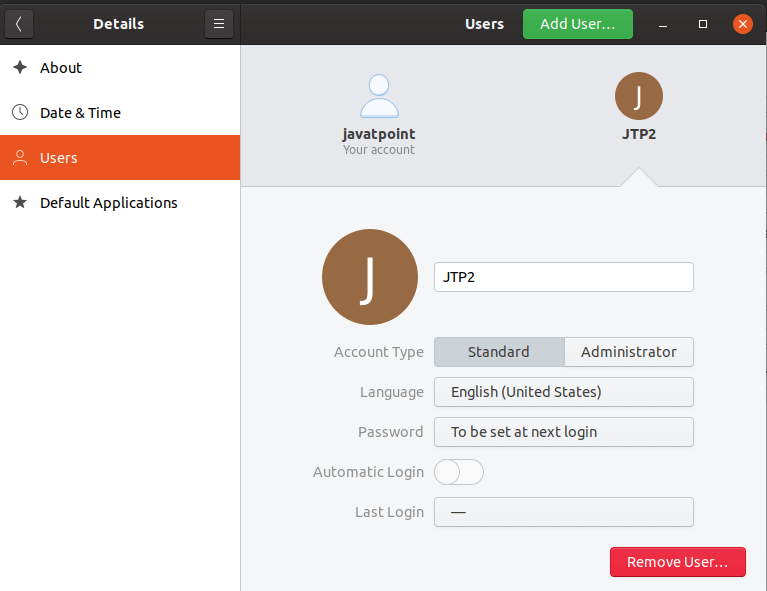 Details
Users
Add User...
About
Date & Time
Users
Default Applications
javatpoint
Your account
J
JTP2
J
JTP2
Account Type
Standard
Administrator
Language
English (United States)
Password
To be set at next login
Automatic Login
Last Login
—
Remove User...